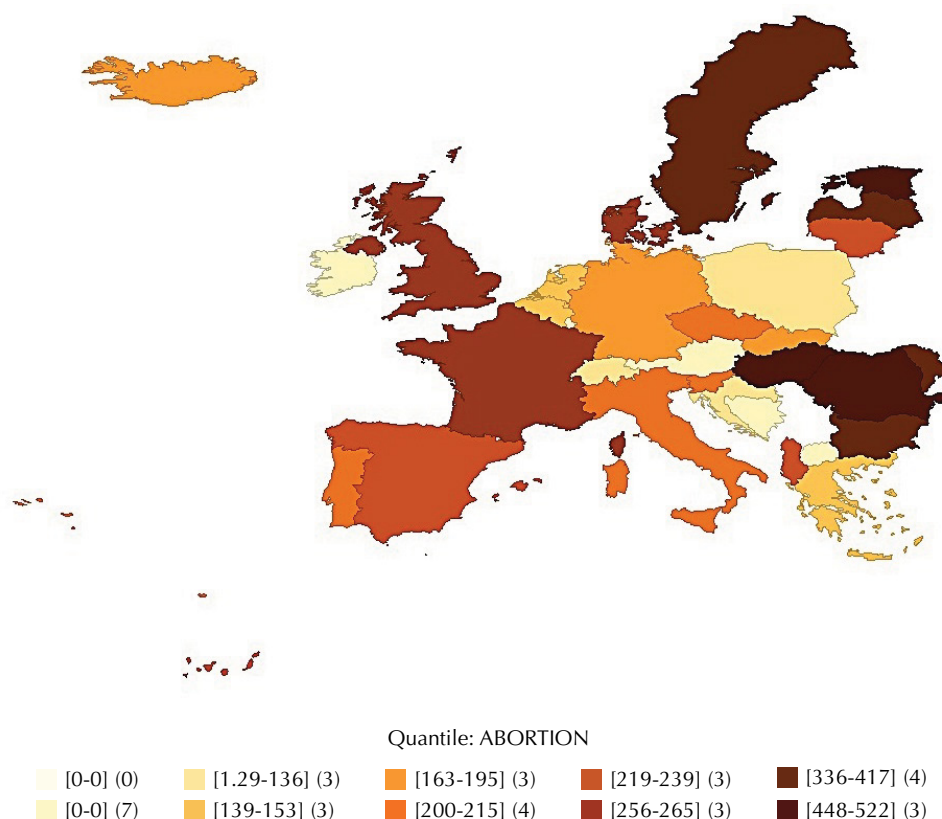 Quantile: ABORTION
[0-0] (0) [1.29-136] (3) [163-195] (3) [219-239] (3) [336-417] (4)
[0-0] (7) [139-153] (3) [200-215] (4) [256-265] (3) [448-522] (3)